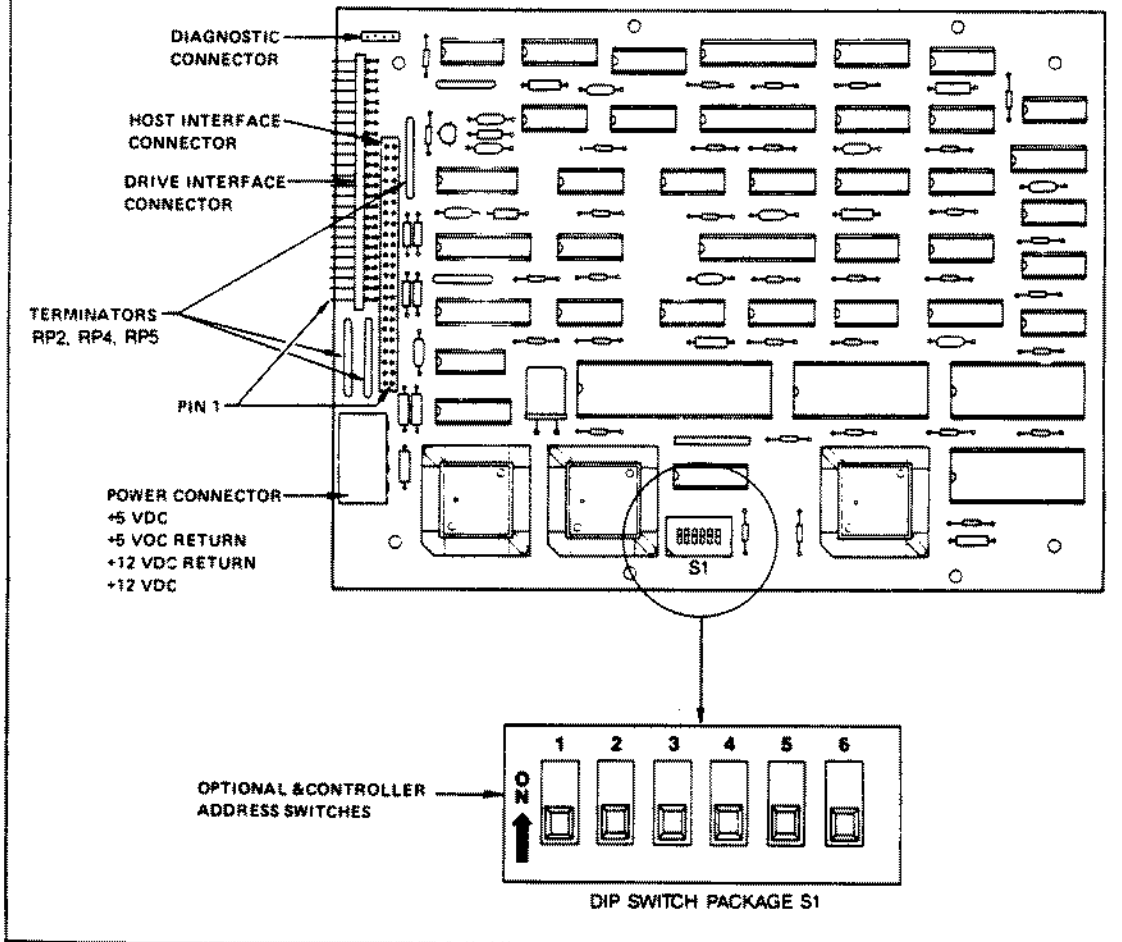 DIAGNOSTIC
CONNECTOR
HOST INTERFACE
CONNECTOR
DRIVE INTERFACE
CONNECTOR
TERMINATORS
RP2, RP4, RP5
PIN 1
POWER CONNECTOR
+5 VDC
+5 VOC RETURN
+12 VDC RETURN
+12 VDC
S1
1 2 3 4 5 6
ON
OPTIONAL &CONTROLLER
ADDRESS SWITCHES
DIP SWITCH PACKAGE S1